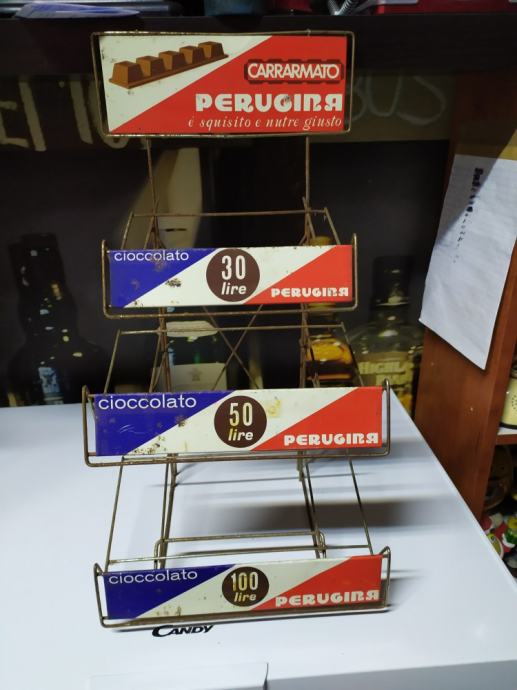 CARRARMATO
PERUGINA
è squisito e nutre giusto
cioccolato
30
lire
PERUGINA
cioccolato
50
lire
PERUGINA
cioccolato
100
lire
PERUGINA
CANDY